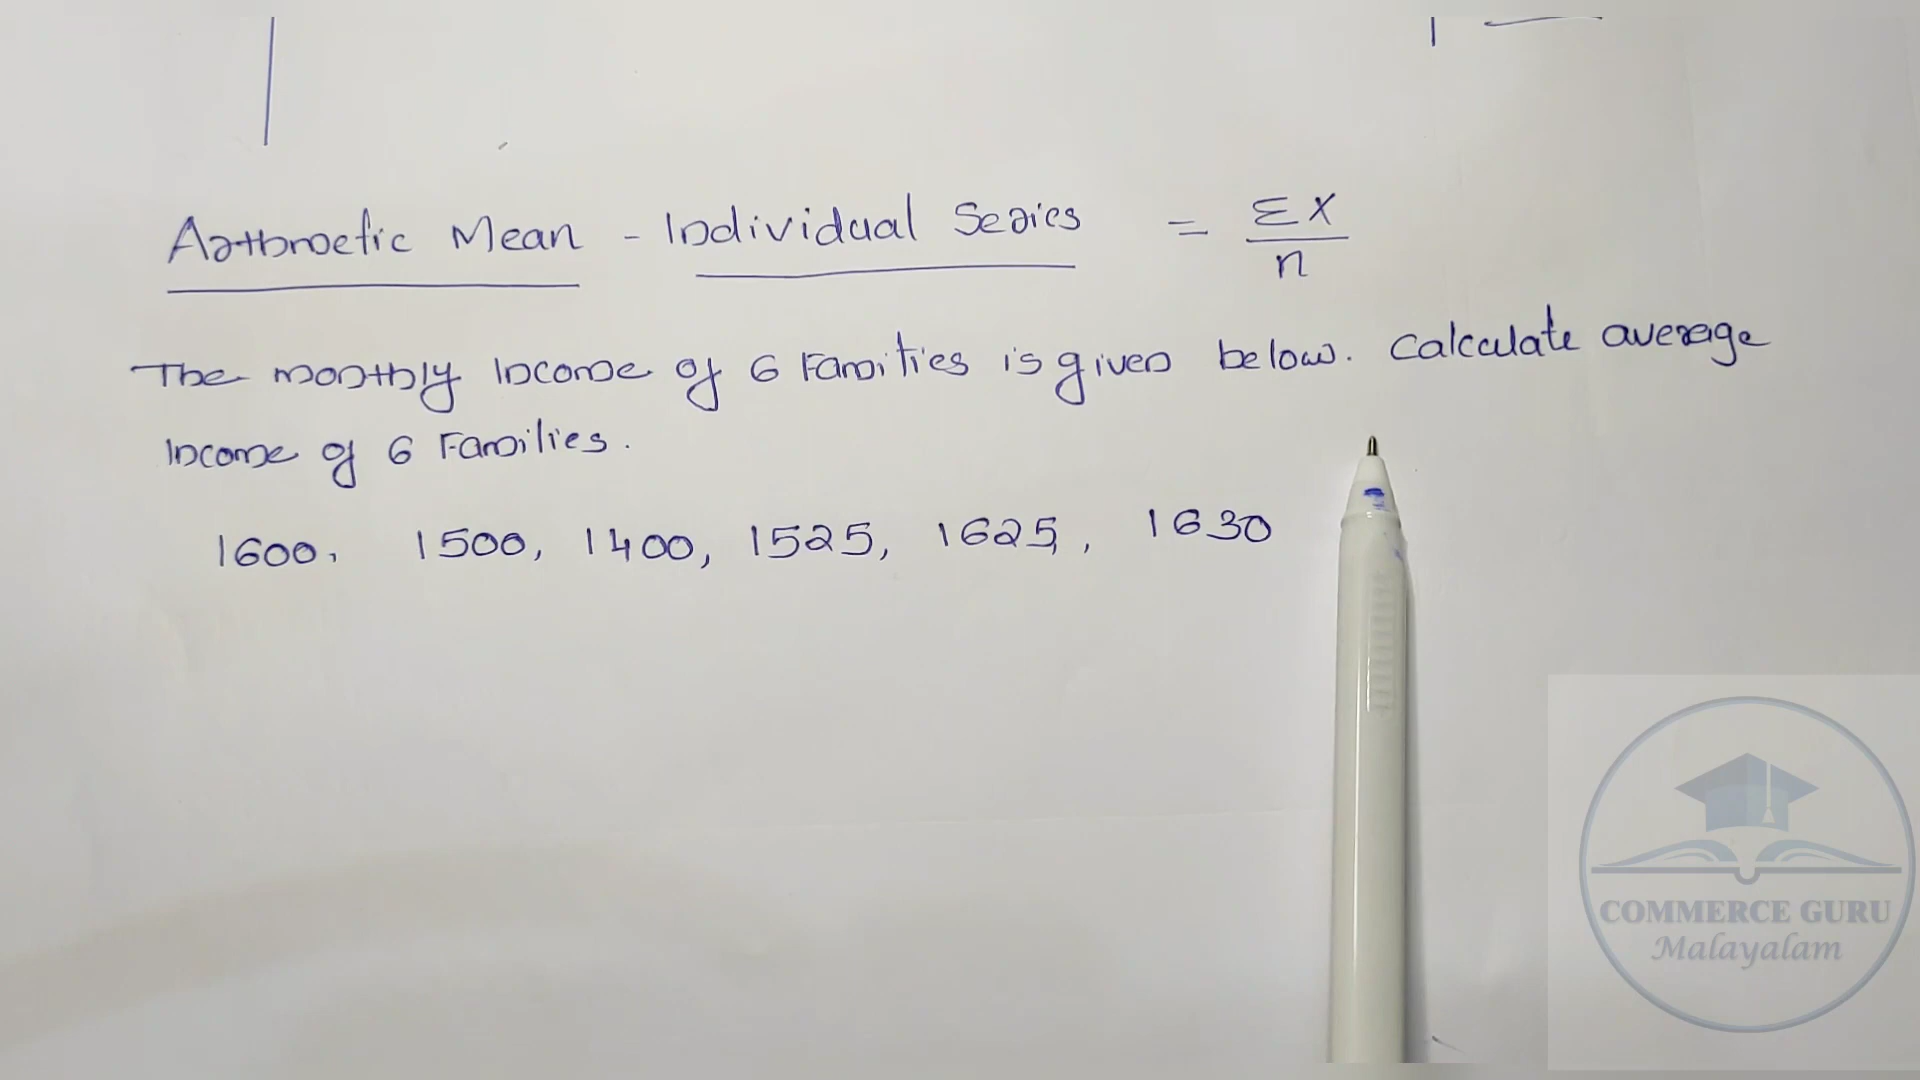 Arithmetic Mean - Individual Series = ΣX
n
The monthly Income of 6 Families is given below. Calculate average
Income of 6 Families.
1600, 1500, 1400, 1525, 1625, 1630
COMMERCE GURU
Malayalam